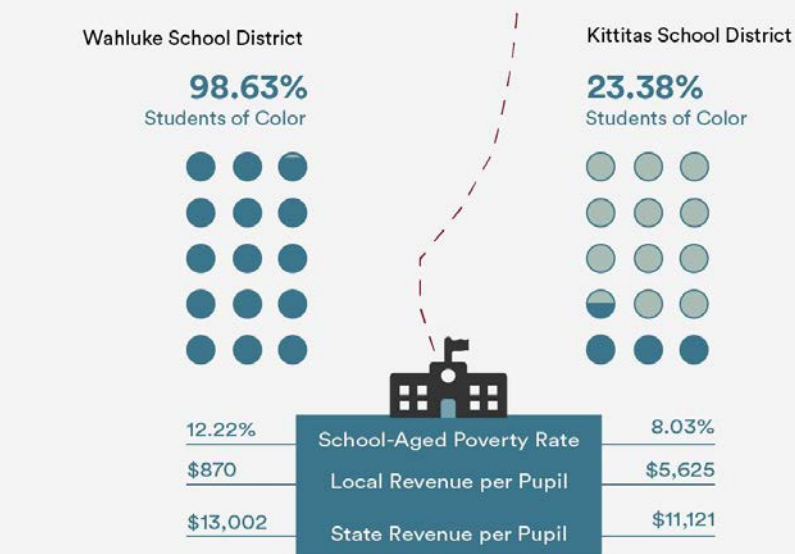 Wahluke School District
98.63%
Students of Color
Kittitas School District
23.38%
Students of Color
12.22%
School-Aged Poverty Rate
8.03%
$870
Local Revenue per Pupil
$5,625
$13,002
State Revenue per Pupil
$11,121